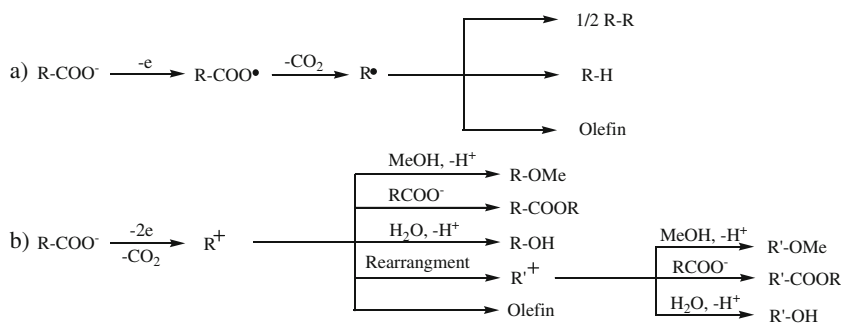 1/2 R-R
a) R-COO⁻ -e R-COO• -CO₂ R• R-H
Olefin
MeOH, -H⁺ R-OMe
RCOO⁻ R-COOR
b) R-COO⁻ -2e -CO₂ R⁺ H₂O, -H⁺ R-OH MeOH, -H⁺ R'-OMe
Rearrangment R'⁺ RCOO⁻ R'-COOR
Olefin H₂O, -H⁺ R'-OH